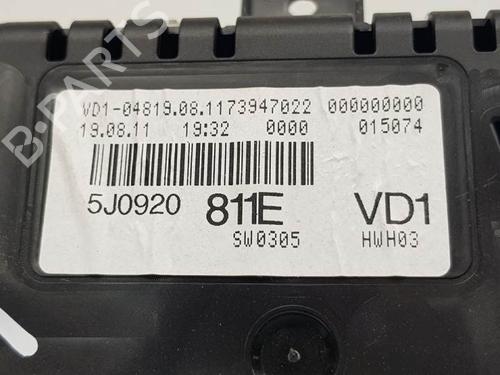 VD1-04819.08.1173947022 000000000
19.08.11 19:32 0000 015074
5J0920 811E VD1
SW0305 HWH03
B-PARTS